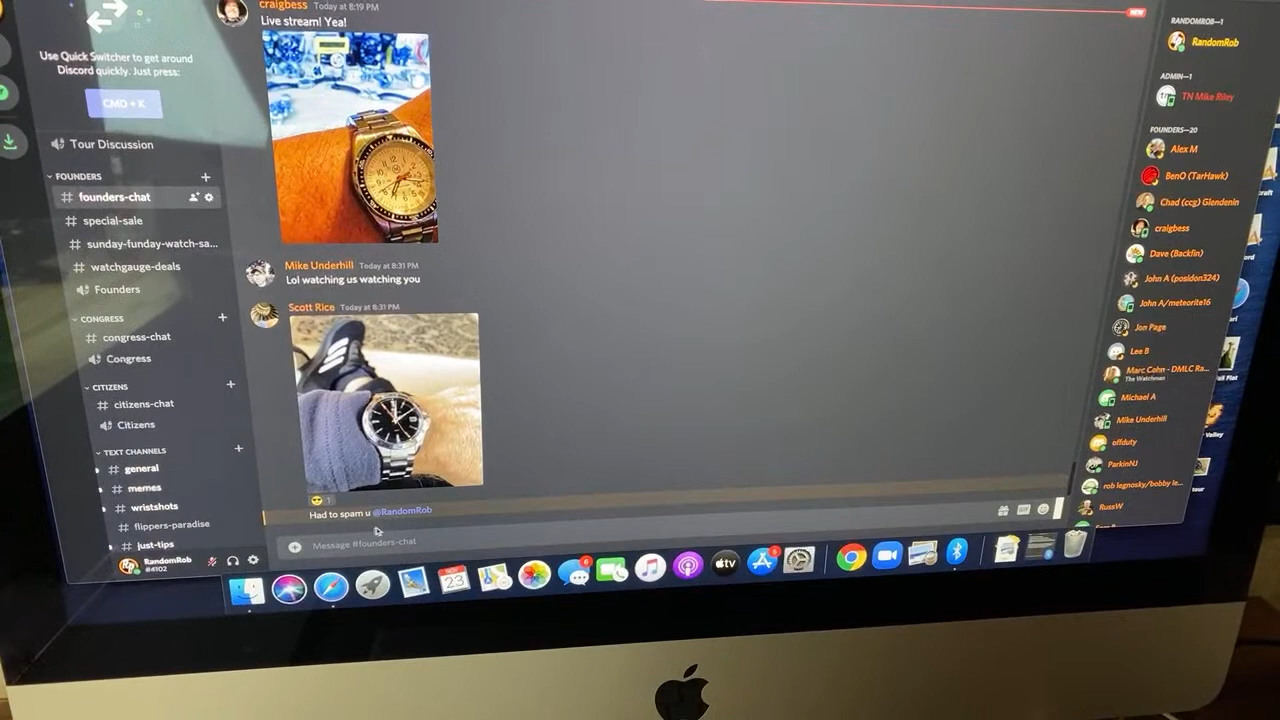 craigbess Today at 8:19 PM
Live stream! Yea!
NEW
Use Quick Switcher to get around
Discord quickly. Just press:
CMD + K
Tour Discussion
FOUNDERS
founders-chat
special-sale
sunday-funday-watch-sa...
watchgauge-deals
Founders
CONGRESS
congress-chat
Congress
CITIZENS
citizens-chat
Citizens
TEXT CHANNELS
general
memes
wristshots
flippers-paradise
just-tips
RandomRob
#4102
Mike Underhill Today at 8:31 PM
Lol watching us watching you
Scott Rice Today at 8:31 PM
1
Had to spam u @RandomRob
Message #founders-chat
RANDOMROB—1
RandomRob
ADMIN—1
TN Mike Riley
FOUNDERS—20
Alex M
BenO (TarHawk)
Chad (ccg) Glendenin
craigbess
Dave (Backfin)
John A (posidon324)
John A/meteorite16
Jon Page
Lee B
Marc Cohn - DMLC Ra...
The Watchman
Michael A
Mike Underhill
offduty
ParkinNJ
rob legnosky/bobby le...
RussW
NOV
23
tv